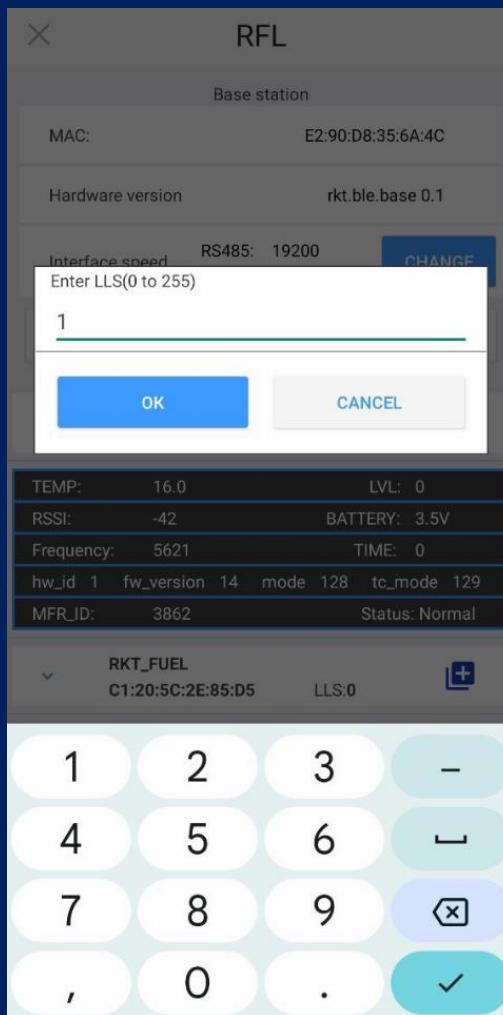 RFL
Base station
MAC: E2:90:D8:35:6A:4C
Hardware version rkt.ble.base 0.1
Interface speed RS485: 19200 CHANGE
Enter LLS(0 to 255)
1
OK CANCEL
TEMP: 16.0 LVL: 0
RSSI: -42 BATTERY: 3.5V
Frequency: 5621 TIME: 0
hw_id 1 fw_version 14 mode 128 tc_mode 129
MFR_ID: 3862 Status: Normal
RKT_FUEL
C1:20:5C:2E:85:D5 LLS:0
1 2 3 –
4 5 6
7 8 9
, 0 .